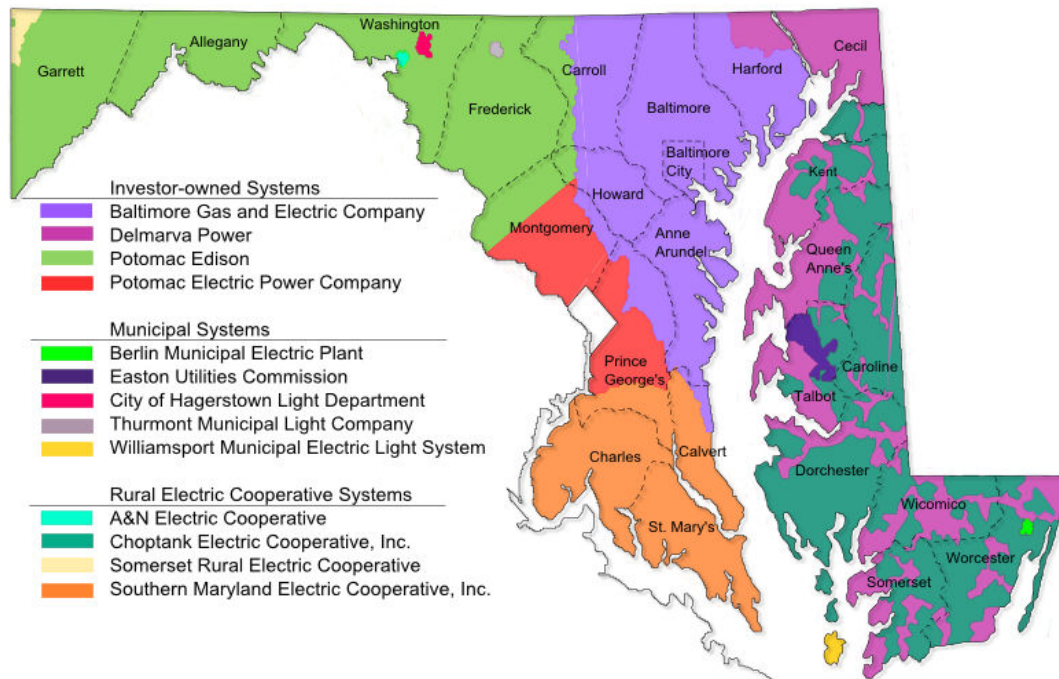 Washington
Allegany
Garrett
Cecil
Carroll
Harford
Frederick
Baltimore
Baltimore
City
Kent
Howard
Montgomery
Anne
Arundel
Queen
Anne's
Prince
George's
Caroline
Talbot
Charles
Calvert
Dorchester
St. Mary's
Wicomico
Worcester
Somerset
Investor-owned Systems
Baltimore Gas and Electric Company
Delmarva Power
Potomac Edison
Potomac Electric Power Company
Municipal Systems
Berlin Municipal Electric Plant
Easton Utilities Commission
City of Hagerstown Light Department
Thurmont Municipal Light Company
Williamsport Municipal Electric Light System
Rural Electric Cooperative Systems
A&N Electric Cooperative
Choptank Electric Cooperative, Inc.
Somerset Rural Electric Cooperative
Southern Maryland Electric Cooperative, Inc.